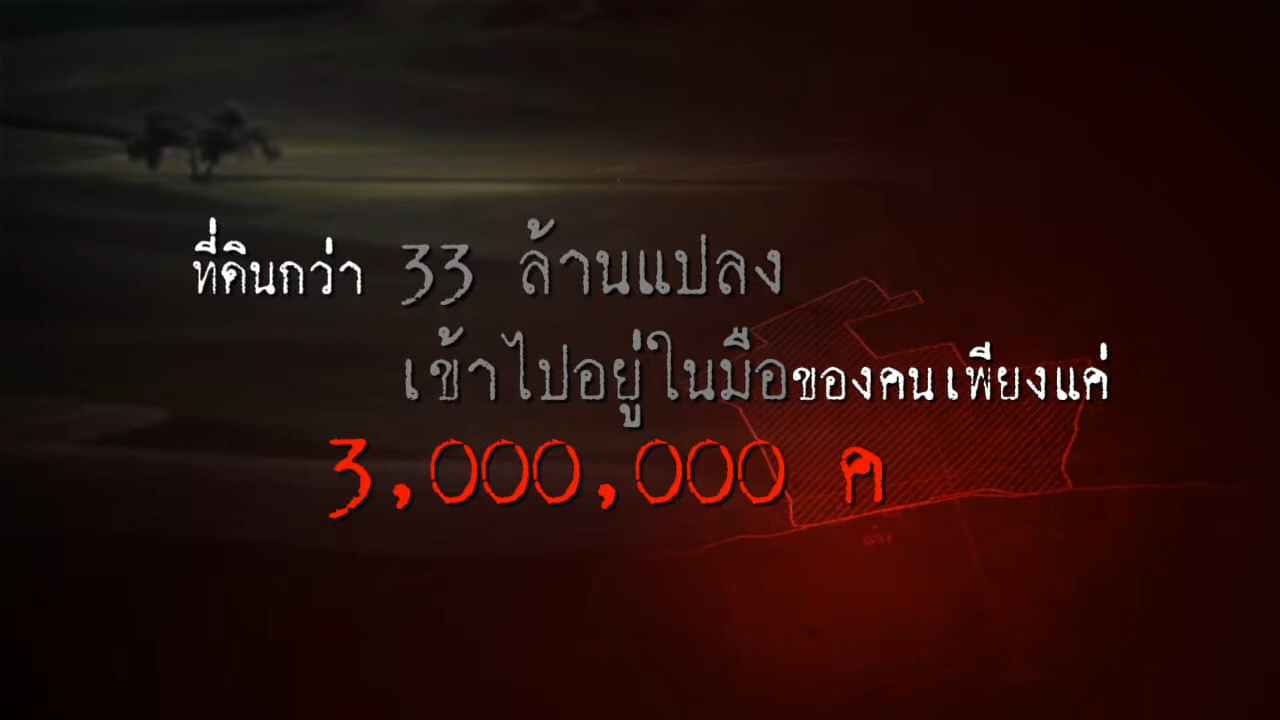 ที่ดินกว่า 33 ล้านแปลง
เข้าไปอยู่ในมือของคนเพียงแค่
3,000,000 ค